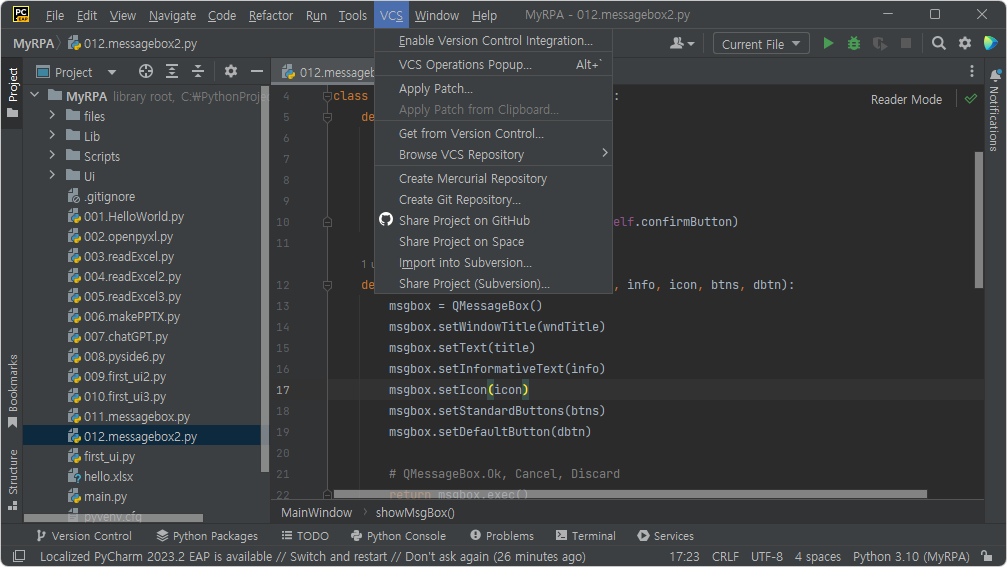 PC
EAP
File Edit View Navigate Code Refactor Run Tools VCS Window Help MyRPA - 012.messagebox2.py
MyRPA 012.messagebox2.py
Current File
Project
Project
012.messageb
MyRPA library root, C:₩PythonProje
files
Lib
Scripts
Ui
.gitignore
001.HelloWorld.py
002.openpyxl.py
003.readExcel.py
004.readExcel2.py
005.readExcel3.py
006.makePPTX.py
007.chatGPT.py
008.pyside6.py
009.first_ui2.py
010.first_ui3.py
011.messagebox.py
012.messagebox2.py
first_ui.py
hello.xlsx
main.py
pyvenv.cfg
Bookmarks
Structure
Enable Version Control Integration...
VCS Operations Popup... Alt+`
Apply Patch...
Apply Patch from Clipboard...
Get from Version Control...
Browse VCS Repository
Create Mercurial Repository
Create Git Repository...
Share Project on GitHub
Share Project on Space
Import into Subversion...
Share Project (Subversion)...
Reader Mode
Notifications
4 class :
5 de
6
7
8
9
10 elf.confirmButton)
11
1 u
12 de , info, icon, btns, dbtn):
13 msgbox = QMessageBox()
14 msgbox.setWindowTitle(wndTitle)
15 msgbox.setText(title)
16 msgbox.setInformativeText(info)
17 msgbox.setIcon(icon)
18 msgbox.setStandardButtons(btns)
19 msgbox.setDefaultButton(dbtn)
20
21 # QMessageBox.Ok, Cancel, Discard
22 return msgbox.exec()
MainWindow showMsgBox()
Version Control Python Packages TODO Python Console Problems Terminal Services
Localized PyCharm 2023.2 EAP is available // Switch and restart // Don't ask again (26 minutes ago) 17:23 CRLF UTF-8 4 spaces Python 3.10 (MyRPA)